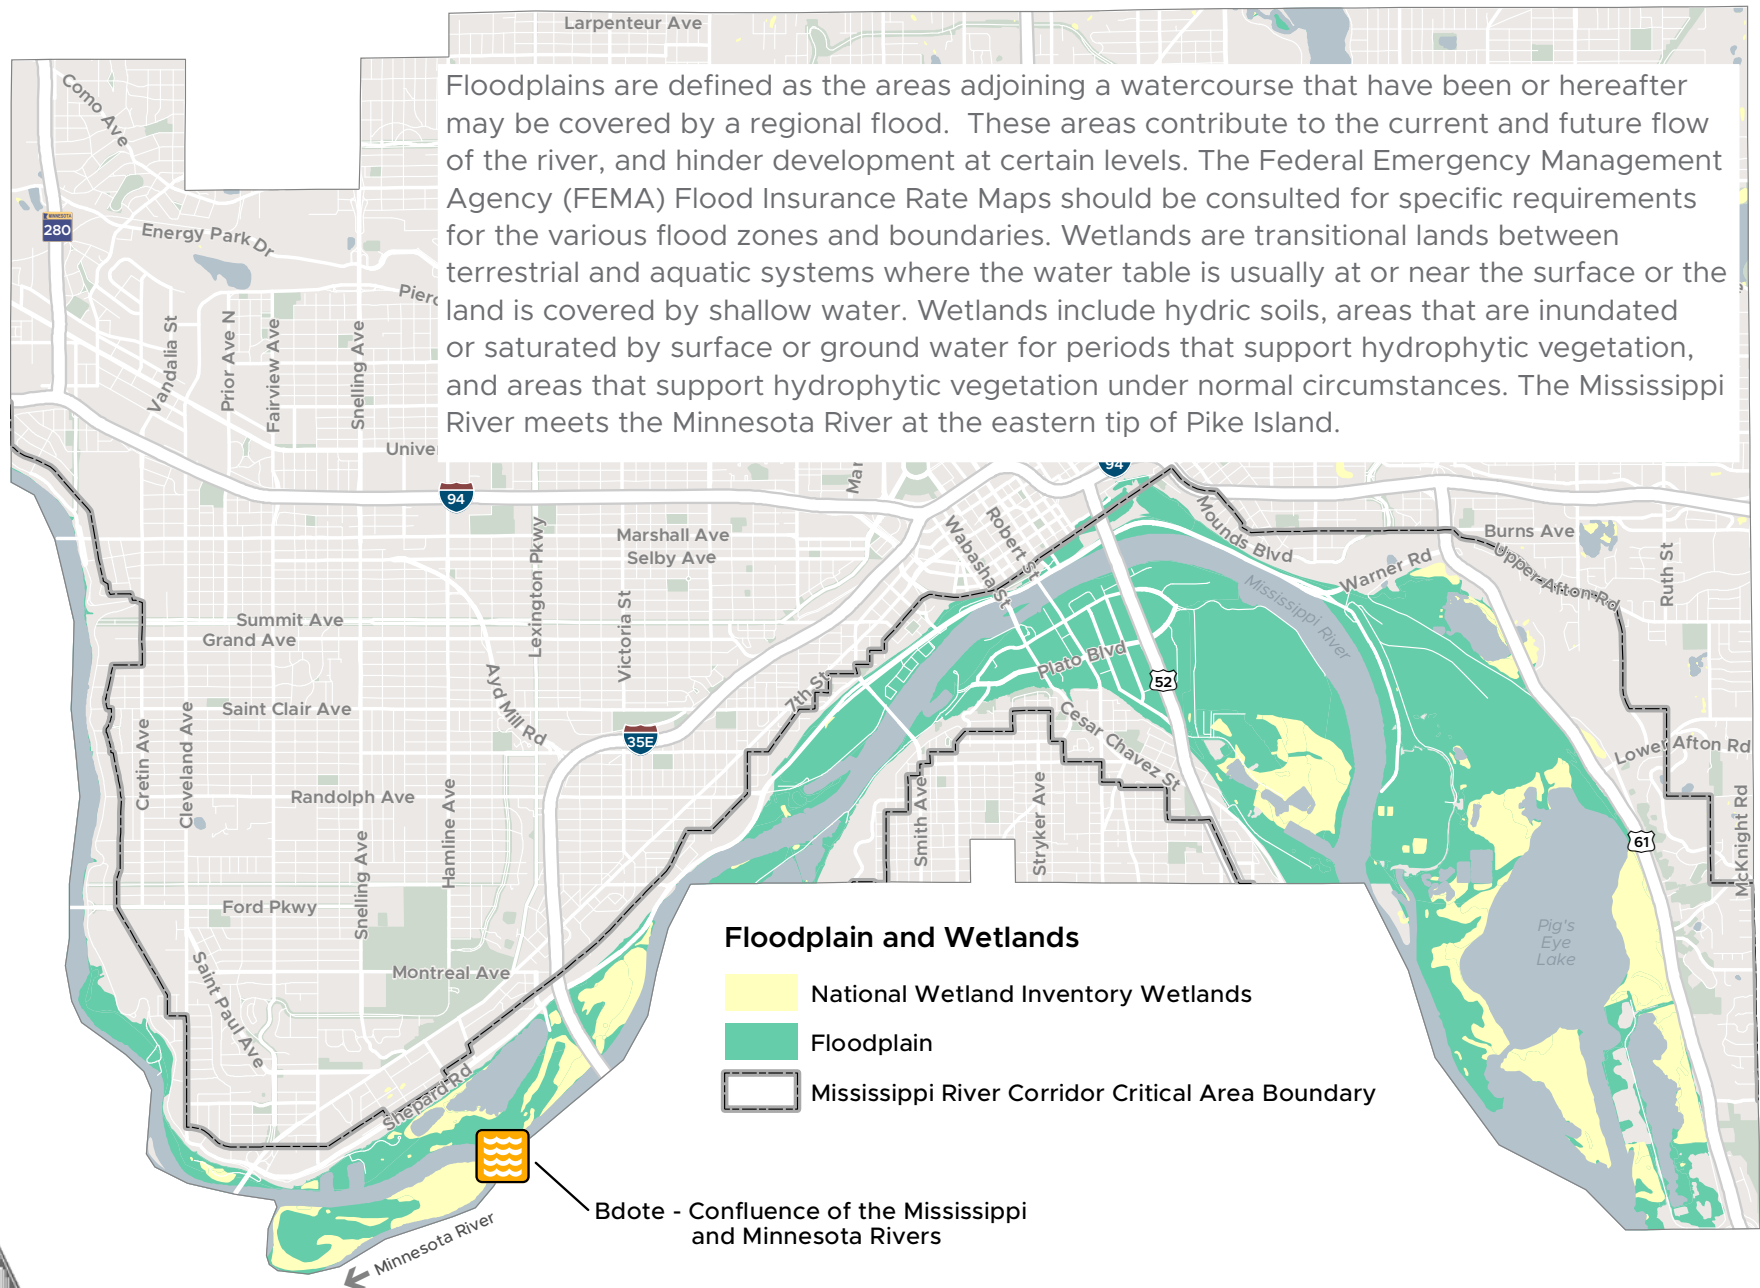 Larpenteur Ave
Como Ave
Floodplains are defined as the areas adjoining a watercourse that have been or hereafter
may be covered by a regional flood.  These areas contribute to the current and future flow
of the river, and hinder development at certain levels. The Federal Emergency Management
Agency (FEMA) Flood Insurance Rate Maps should be consulted for specific requirements
for the various flood zones and boundaries. Wetlands are transitional lands between
terrestrial and aquatic systems where the water table is usually at or near the surface or the
land is covered by shallow water. Wetlands include hydric soils, areas that are inundated
or saturated by surface or ground water for periods that support hydrophytic vegetation,
and areas that support hydrophytic vegetation under normal circumstances. The Mississippi
River meets the Minnesota River at the eastern tip of Pike Island.
MINNESOTA
280
Energy Park Dr
Vandalia St
Prior Ave N
Fairview Ave
Snelling Ave
94
94
Marshall Ave
Selby Ave
Lexington Pkwy
Victoria St
Wabasha St
Robert St
Mounds Blvd
Warner Rd
Burns Ave
Upper Afton Rd
Ruth St
Mississippi River
Summit Ave
Grand Ave
Ayd Mill Rd
Plato Blvd
52
7th St
Saint Clair Ave
Cretin Ave
Cleveland Ave
35E
Cesar Chavez St
Lower Afton Rd
Randolph Ave
Hamline Ave
Snelling Ave
Smith Ave
Stryker Ave
61
McKnight Rd
Ford Pkwy
Saint Paul Ave
Montreal Ave
Shepard Rd
Pig's
Eye
Lake
Floodplain and Wetlands
National Wetland Inventory Wetlands
Floodplain
Mississippi River Corridor Critical Area Boundary
Bdote - Confluence of the Mississippi
and Minnesota Rivers
Minnesota River